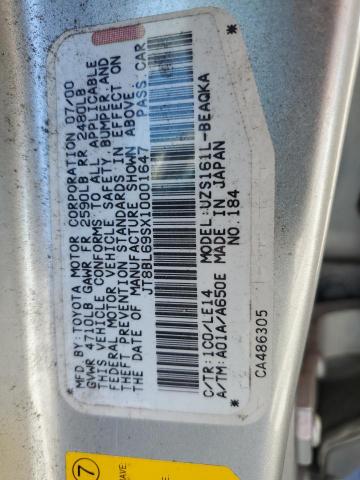 MFD.BY:TOYOTA MOTOR CORPORATION 07/00
GVWR 4710LB GAWR FR 2590LB RR 2480LB
THIS VEHICLE CONFORMS TO ALL APPLICABLE
FEDERAL MOTOR VEHICLE SAFETY, BUMPER, AND
THEFT PREVENTION STANDARDS IN EFFECT ON
THE DATE OF MANUFACTURE SHOWN ABOVE.
JT8BL69SX10001647 PASS.CAR
C/TR:1C0/LE14 MODEL:UZS161L-BEAQKA
A/TM:A01A/A650E MADE IN JAPAN
NO.184
CA486305
7